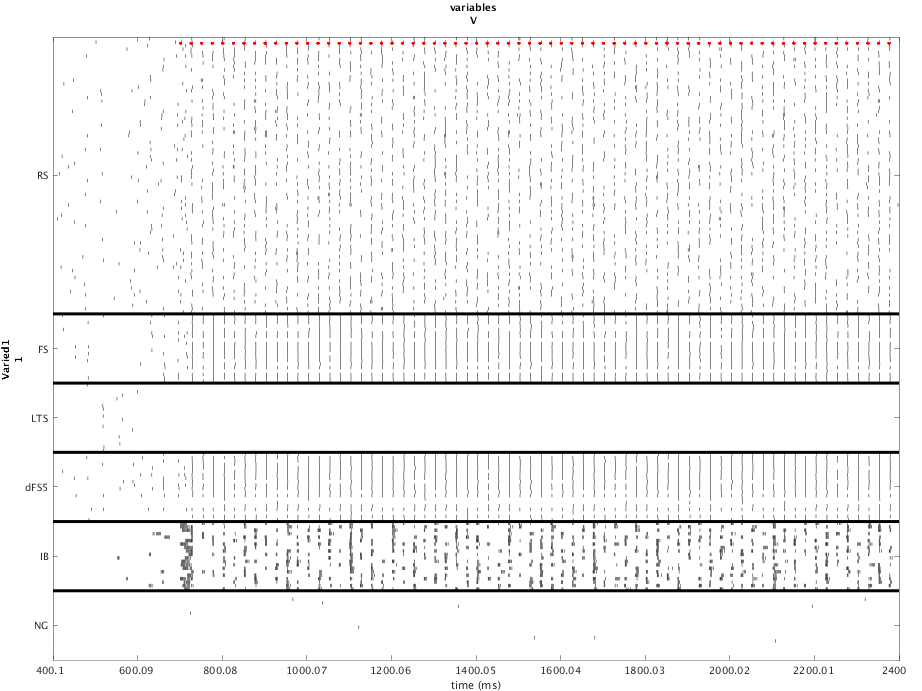 variables
V
RS
FS
LTS
dFS5
IB
NG
Varied1
1
400.1
600.09
800.08
1000.07
1200.06
1400.05
1600.04
1800.03
2000.02
2200.01
2400
time (ms)